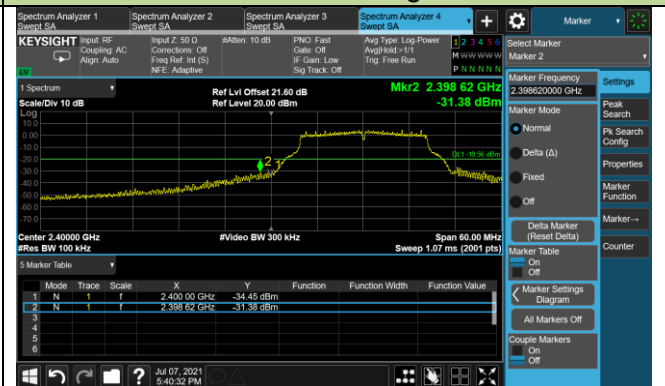 Spectrum Analyzer 1
Swept SA
Spectrum Analyzer 2
Swept SA
Spectrum Analyzer 3
Swept SA
Spectrum Analyzer 4
Swept SA
+
Marker
KEYSIGHT
Input: RF
Coupling: AC
Align: Auto
Input Z: 50 Ω
Corrections: Off
Freq Ref: Int (S)
NFE: Adaptive
#Atten: 10 dB
PNO: Fast
Gate: Off
IF Gain: Low
Sig Track: Off
Avg Type: Log-Power
Avg|Hold:>1/1
Trig: Free Run
1 2 3 4 5 6
M W W W W W
P N N N N N
Select Marker
Marker 2
1 Spectrum
Scale/Div 10 dB
Ref Lvl Offset 21.60 dB
Ref Level 20.00 dBm
Mkr2 2.398 62 GHz
-31.38 dBm
Log
10.0
0.00
-10.0
-20.0
-30.0
-40.0
-50.0
-60.0
-70.0
2
DL1 -19.56 dBm
Center 2.40000 GHz
#Res BW 100 kHz
#Video BW 300 kHz
Span 60.00 MHz
Sweep 1.07 ms (2001 pts)
5 Marker Table
Mode Trace Scale X Y Function Function Width Function Value
1 N 1 f 2.400 00 GHz -34.45 dBm
2 N 1 f 2.398 62 GHz -31.38 dBm
3
4
5
6
Marker Frequency
2.398620000 GHz
Marker Mode
Normal
Delta (Δ)
Fixed
Off
Delta Marker
(Reset Delta)
Marker Table
On
Off
Marker Settings
Diagram
All Markers Off
Couple Markers
On
Off
Settings
Peak
Search
Pk Search
Config
Properties
Marker
Function
Marker→
Counter
?
Jul 07, 2021
5:40:32 PM